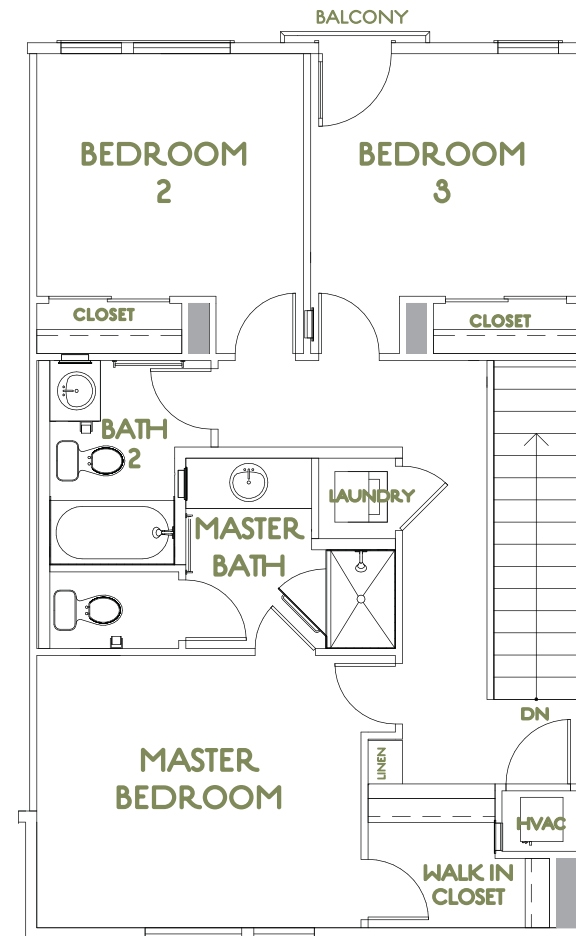 BALCONY
BEDROOM
2
BEDROOM
3
CLOSET
CLOSET
BATH
2
LAUNDRY
MASTER
BATH
DN
LINEN
MASTER
BEDROOM
HVAC
WALK IN
CLOSET